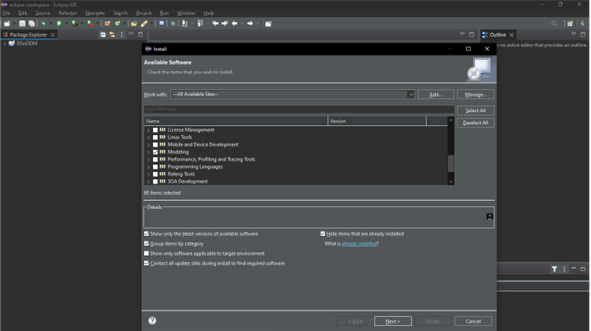 eclipse-workspace - Eclipse IDE
File Edit Source Refactor Navigate Search Project Run Window Help
Package Explorer
Outline
Install
Available Software
Check the items that you wish to install.
Work with: --All Available Sites--
Add...
Manage...
type filter text
Select All
Deselect All
Name
Version
License Management
Linux Tools
Mobile and Device Development
Modeling
Performance, Profiling and Tracing Tools
Programming Languages
Releng Tools
SOA Development
items selected
Details
Show only the latest versions of available software
Hide items that are already installed
Group items by category
What is already installed?
Show only software applicable to target environment
Contact all update sites during install to find required software
no active editor that provides an outline.
< Back
Next >
Finish
Cancel